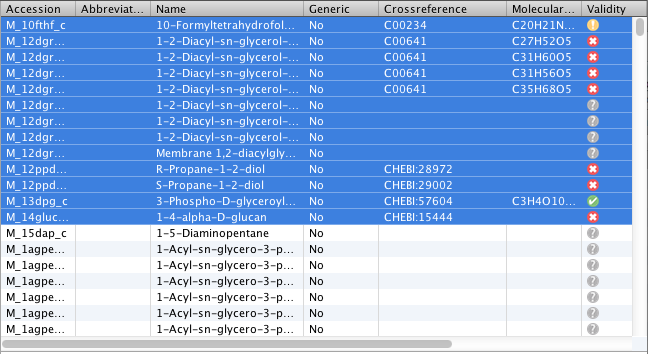 Accession Abbreviat... Name Generic Crossreference Molecular... Validity
M_10fthf_c 10-Formyltetrahydrofol... No C00234 C20H21N...
M_12dgr... 1-2-Diacyl-sn-glycerol-... No C00641 C27H52O5
M_12dgr... 1-2-Diacyl-sn-glycerol-... No C00641 C31H60O5
M_12dgr... 1-2-Diacyl-sn-glycerol-... No C00641 C31H56O5
M_12dgr... 1-2-Diacyl-sn-glycerol-... No C00641 C35H68O5
M_12dgr... 1-2-Diacyl-sn-glycerol-... No
M_12dgr... 1-2-Diacyl-sn-glycerol-... No
M_12dgr... 1-2-Diacyl-sn-glycerol-... No
M_12dgr... Membrane 1,2-diacylgly... No
M_12ppd... R-Propane-1-2-diol No CHEBI:28972
M_12ppd... S-Propane-1-2-diol No CHEBI:29002
M_13dpg_c 3-Phospho-D-glyceroyl... No CHEBI:57604 C3H4O10...
M_14gluc... 1-4-alpha-D-glucan No CHEBI:15444
M_15dap_c 1-5-Diaminopentane No
M_1agpe... 1-Acyl-sn-glycero-3-p... No
M_1agpe... 1-Acyl-sn-glycero-3-p... No
M_1agpe... 1-Acyl-sn-glycero-3-p... No
M_1agpe... 1-Acyl-sn-glycero-3-p... No
M_1agpe... 1-Acyl-sn-glycero-3-p... No
M_1agpe... 1-Acyl-sn-glycero-3-p... No